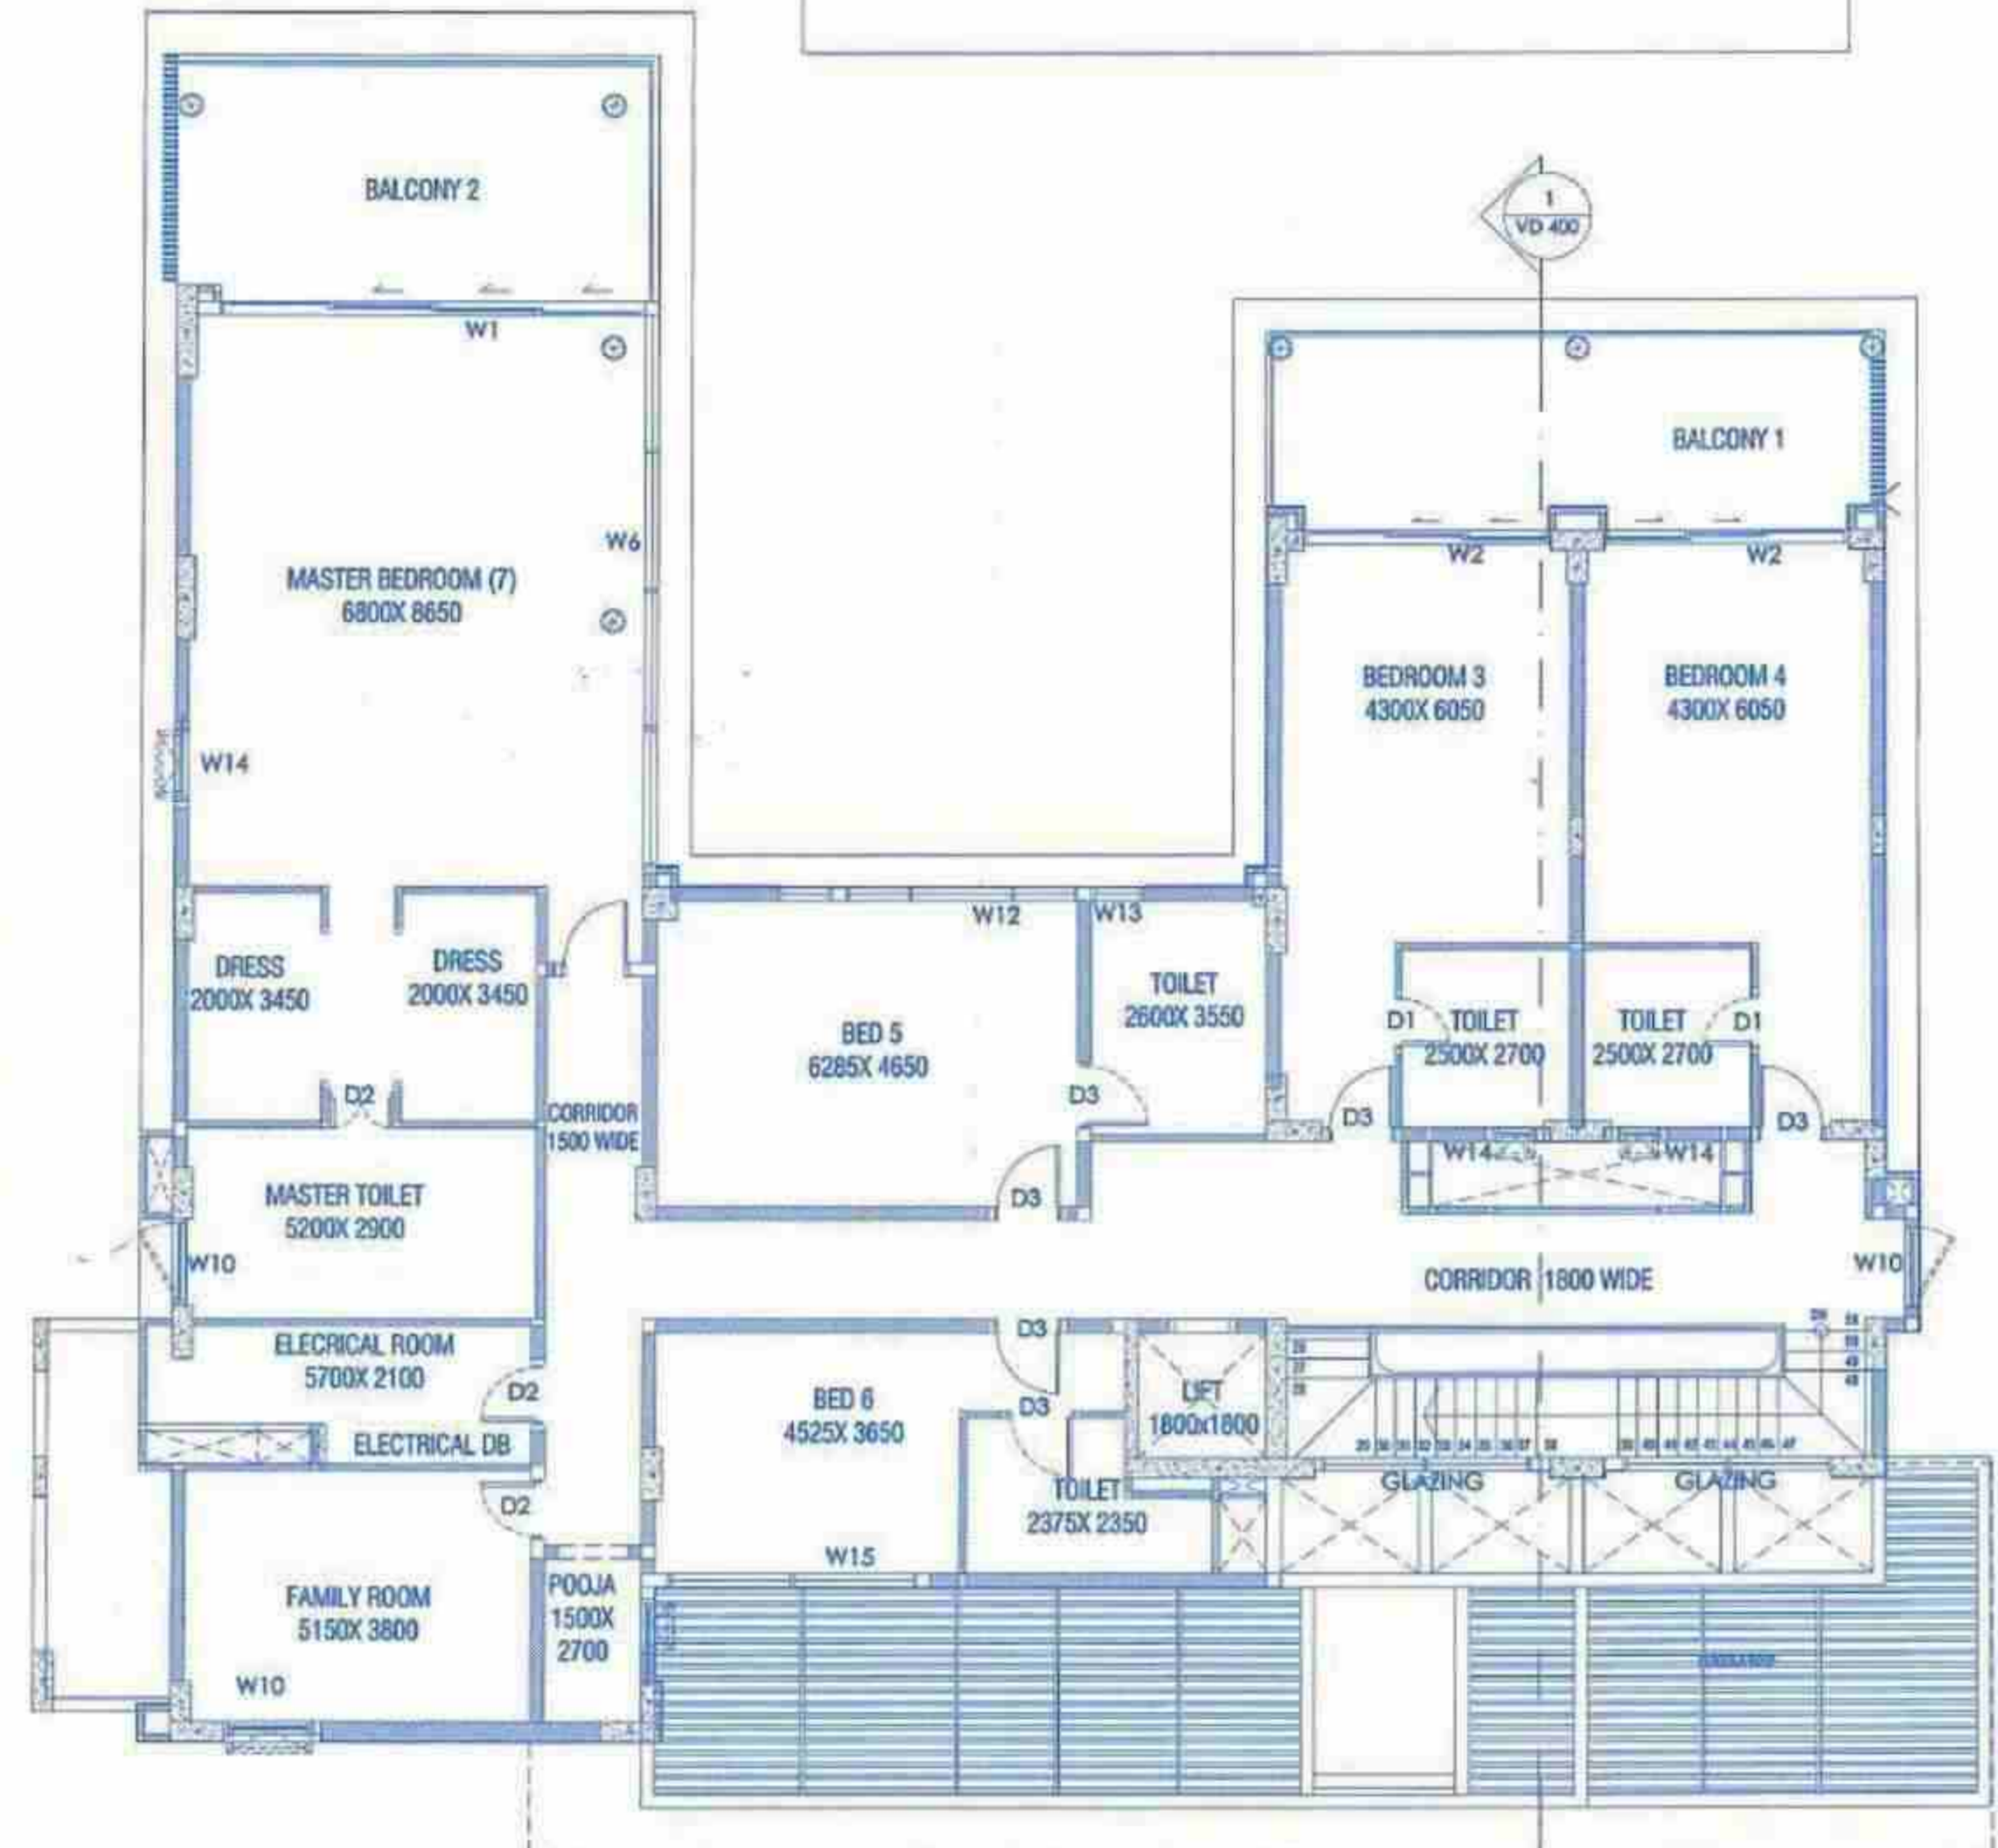 BALCONY 2
1
VD 400
W1
BALCONY 1
W6
W2
W2
MASTER BEDROOM (7)
6800X 8650
BEDROOM 3
4300X 6050
BEDROOM 4
4300X 6050
W14
W12
W13
DRESS
2000X 3450
DRESS
2000X 3450
TOILET
2600X 3550
BED 5
6285X 4650
D1
TOILET
2500X 2700
TOILET
2500X 2700
D1
D2
D3
CORRIDOR
1500 WIDE
D3
D3
W14
W14
MASTER TOILET
5200X 2900
D3
W10
CORRIDOR 1800 WIDE
W10
ELECRICAL ROOM
5700X 2100
D3
D2
BED 6
4525X 3650
D3
LIFT
1800x1800
ELECTRICAL DB
GLAZING
GLAZING
D2
TOILET
2375X 2350
W15
FAMILY ROOM
5150X 3800
POOJA
1500X
2700
W10